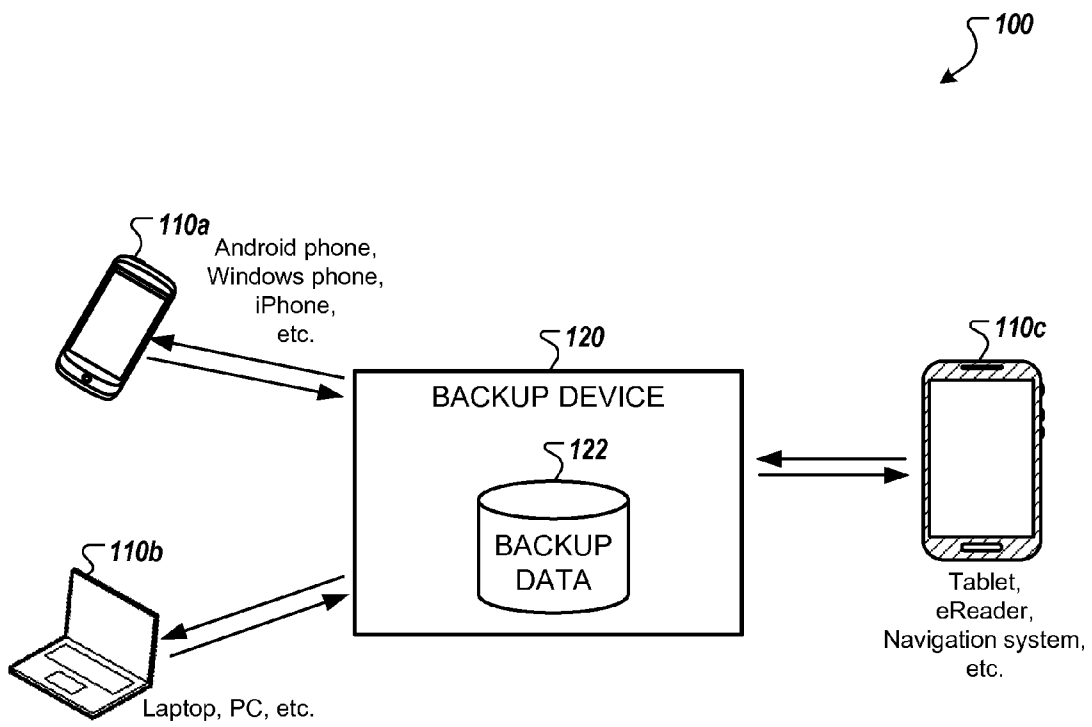 100
110a
Android phone,
Windows phone,
iPhone,
etc.
120
BACKUP DEVICE
122
BACKUP
DATA
110c
Tablet,
eReader,
Navigation system,
etc.
110b
Laptop, PC, etc.